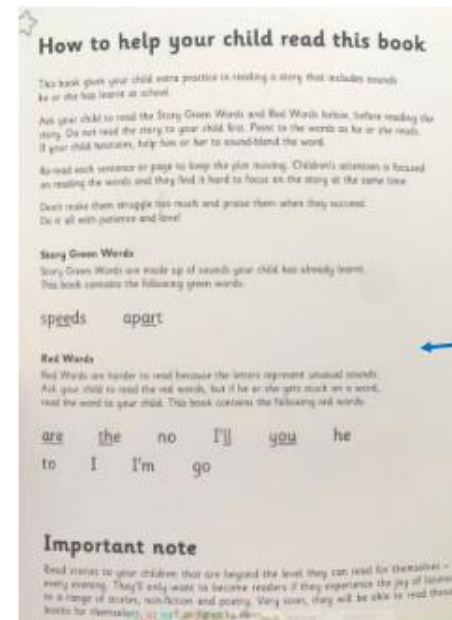 How to help your child read this book
This book gives your child extra practice in reading a story that includes sounds
he or she has learnt at school.
Ask your child to read the Story Green Words and Red Words below, before reading the
story. Do not read the story to your child first. Point to the words as he or she reads.
If your child hesitates, help him or her to sound-blend the word.
Re-read each sentence or page to keep the plot moving. Children's attention is focused
on reading the words and they find it hard to focus on the story at the same time.
Don't make them struggle too much and praise them when they succeed.
Do it all with patience and love!
Story Green Words
Story Green Words are made up of sounds your child has already learnt.
This book contains the following green words:
speeds apart
Red Words
Red Words are harder to read because the letters represent unusual sounds.
Ask your child to read the red words, but if he or she gets stuck on a word,
read the word to your child. This book contains the following red words:
are the no I'll you he
to I I'm go
Important note
Read stories to your children that are beyond the level they can read for themselves –
every evening. They'll only want to become readers if they experience the joy of listening
to a range of stories, non-fiction and poetry. Very soon, they will be able to read these
books for themselves,